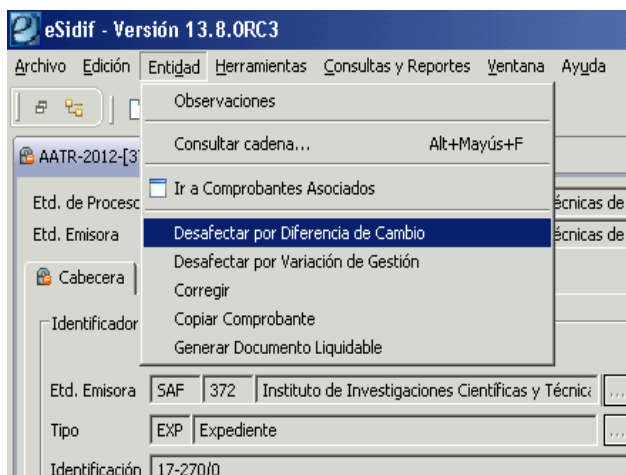 eSidif - Versión 13.8.0RC3
Archivo Edición Entidad Herramientas Consultas y Reportes Ventana Ayuda
Observaciones
Consultar cadena... Alt+Mayús+F
AATR-2012-[3
Ir a Comprobantes Asociados
Etd. de Proceso écnicas de
Desafectar por Diferencia de Cambio
Etd. Emisora écnicas de
Desafectar por Variación de Gestión
Cabecera
Corregir
Copiar Comprobante
Identificador
Generar Documento Liquidable
Etd. Emisora SAF 372 Instituto de Investigaciones Científicas y Técnica ...
Tipo EXP Expediente ...
Identificación 17-270/0